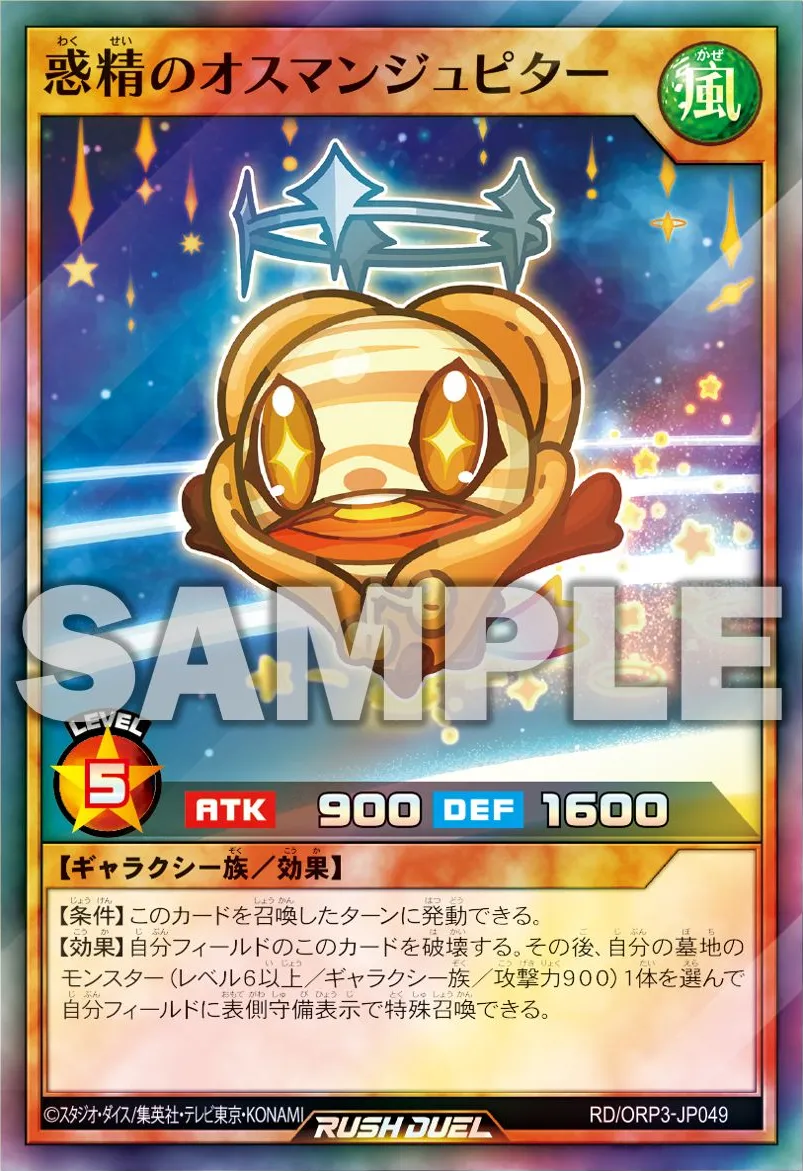 惑精のオスマンジュピター
風
SAMPLE
LEVEL
5
ATK 900 DEF 1600
【ギャラクシー族／効果】
【条件】このカードを召喚したターンに発動できる。
【効果】自分フィールドのこのカードを破壊する。その後、自分の墓地の
モンスター（レベル6以上／ギャラクシー族／攻撃力900）1体を選んで
自分フィールドに表側守備表示で特殊召喚できる。
©スタジオ・ダイス/集英社・テレビ東京・KONAMI
RUSH DUEL
RD/ORP3-JP049